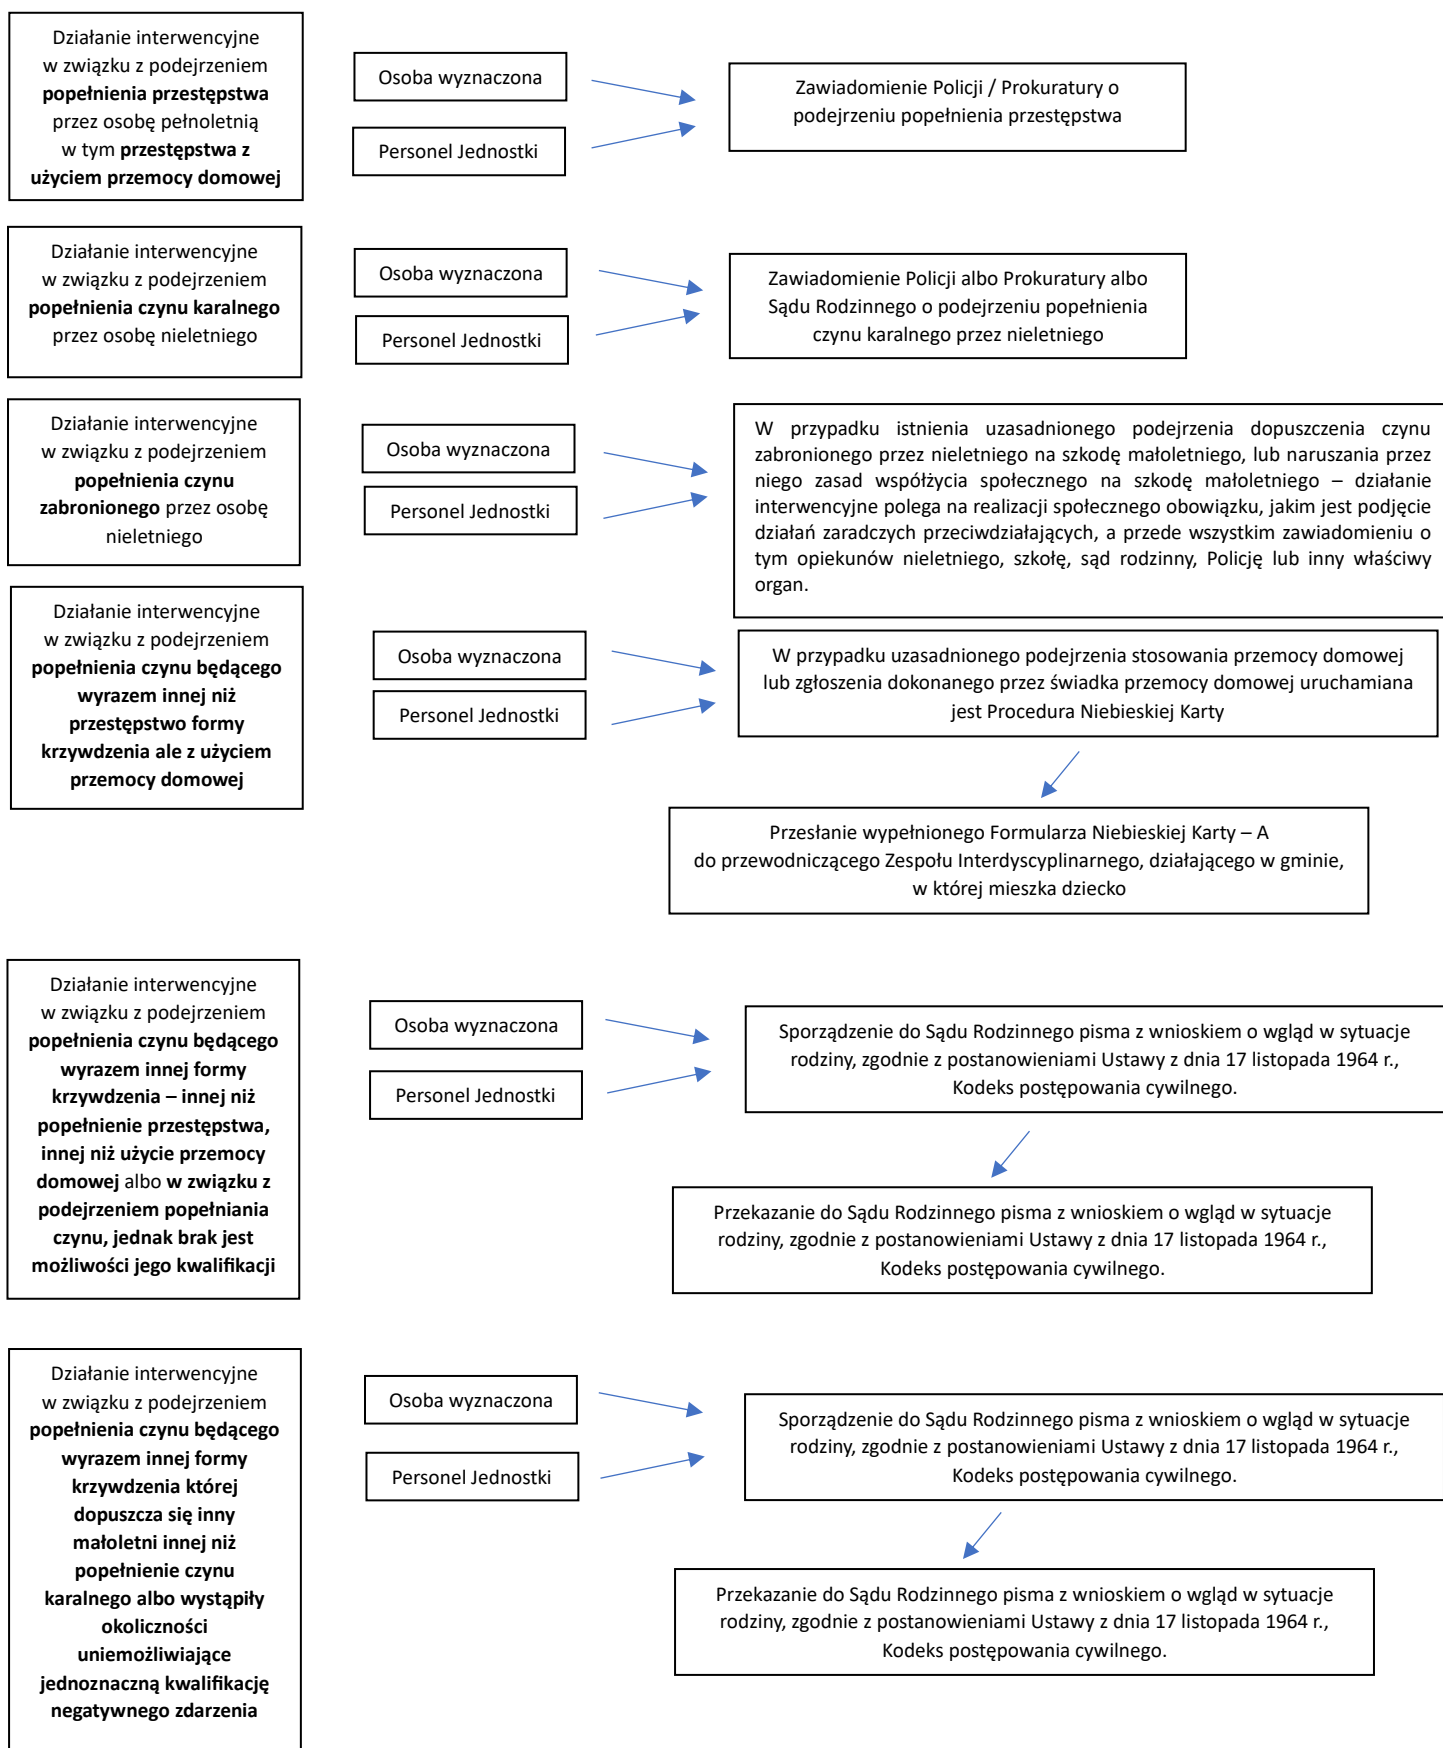 Działanie interwencyjne
w związku z podejrzeniem
popełnienia przestępstwa
przez osobę pełnoletnią
w tym przestępstwa z
użyciem przemocy domowej
Osoba wyznaczona
Personel Jednostki
Zawiadomienie Policji / Prokuratury o
podejrzeniu popełnienia przestępstwa
Działanie interwencyjne
w związku z podejrzeniem
popełnienia czynu karalnego
przez osobę nieletniego
Osoba wyznaczona
Personel Jednostki
Zawiadomienie Policji albo Prokuratury albo
Sądu Rodzinnego o podejrzeniu popełnienia
czynu karalnego przez nieletniego
Działanie interwencyjne
w związku z podejrzeniem
popełnienia czynu
zabronionego przez osobę
nieletniego
Osoba wyznaczona
Personel Jednostki
W przypadku istnienia uzasadnionego podejrzenia dopuszczenia czynu
zabronionego przez nieletniego na szkodę małoletniego, lub naruszania przez
niego zasad współżycia społecznego na szkodę małoletniego – działanie
interwencyjne polega na realizacji społecznego obowiązku, jakim jest podjęcie
działań zaradczych przeciwdziałających, a przede wszystkim zawiadomieniu o
tym opiekunów nieletniego, szkołę, sąd rodzinny, Policję lub inny właściwy
organ.
Działanie interwencyjne
w związku z podejrzeniem
popełnienia czynu będącego
wyrazem innej niż
przestępstwo formy
krzywdzenia ale z użyciem
przemocy domowej
Osoba wyznaczona
Personel Jednostki
W przypadku uzasadnionego podejrzenia stosowania przemocy domowej
lub zgłoszenia dokonanego przez świadka przemocy domowej uruchamiana
jest Procedura Niebieskiej Karty
Przesłanie wypełnionego Formularza Niebieskiej Karty – A
do przewodniczącego Zespołu Interdyscyplinarnego, działającego w gminie,
w której mieszka dziecko
Działanie interwencyjne
w związku z podejrzeniem
popełnienia czynu będącego
wyrazem innej formy
krzywdzenia – innej niż
popełnienie przestępstwa,
innej niż użycie przemocy
domowej albo w związku z
podejrzeniem popełniania
czynu, jednak brak jest
możliwości jego kwalifikacji
Osoba wyznaczona
Personel Jednostki
Sporządzenie do Sądu Rodzinnego pisma z wnioskiem o wgląd w sytuacje
rodziny, zgodnie z postanowieniami Ustawy z dnia 17 listopada 1964 r.,
Kodeks postępowania cywilnego.
Przekazanie do Sądu Rodzinnego pisma z wnioskiem o wgląd w sytuacje
rodziny, zgodnie z postanowieniami Ustawy z dnia 17 listopada 1964 r.,
Kodeks postępowania cywilnego.
Działanie interwencyjne
w związku z podejrzeniem
popełnienia czynu będącego
wyrazem innej formy
krzywdzenia której
dopuszcza się inny
małoletni innej niż
popełnienie czynu
karalnego albo wystąpiły
okoliczności
uniemożliwiające
jednoznaczną kwalifikację
negatywnego zdarzenia
Osoba wyznaczona
Personel Jednostki
Sporządzenie do Sądu Rodzinnego pisma z wnioskiem o wgląd w sytuacje
rodziny, zgodnie z postanowieniami Ustawy z dnia 17 listopada 1964 r.,
Kodeks postępowania cywilnego.
Przekazanie do Sądu Rodzinnego pisma z wnioskiem o wgląd w sytuacje
rodziny, zgodnie z postanowieniami Ustawy z dnia 17 listopada 1964 r.,
Kodeks postępowania cywilnego.